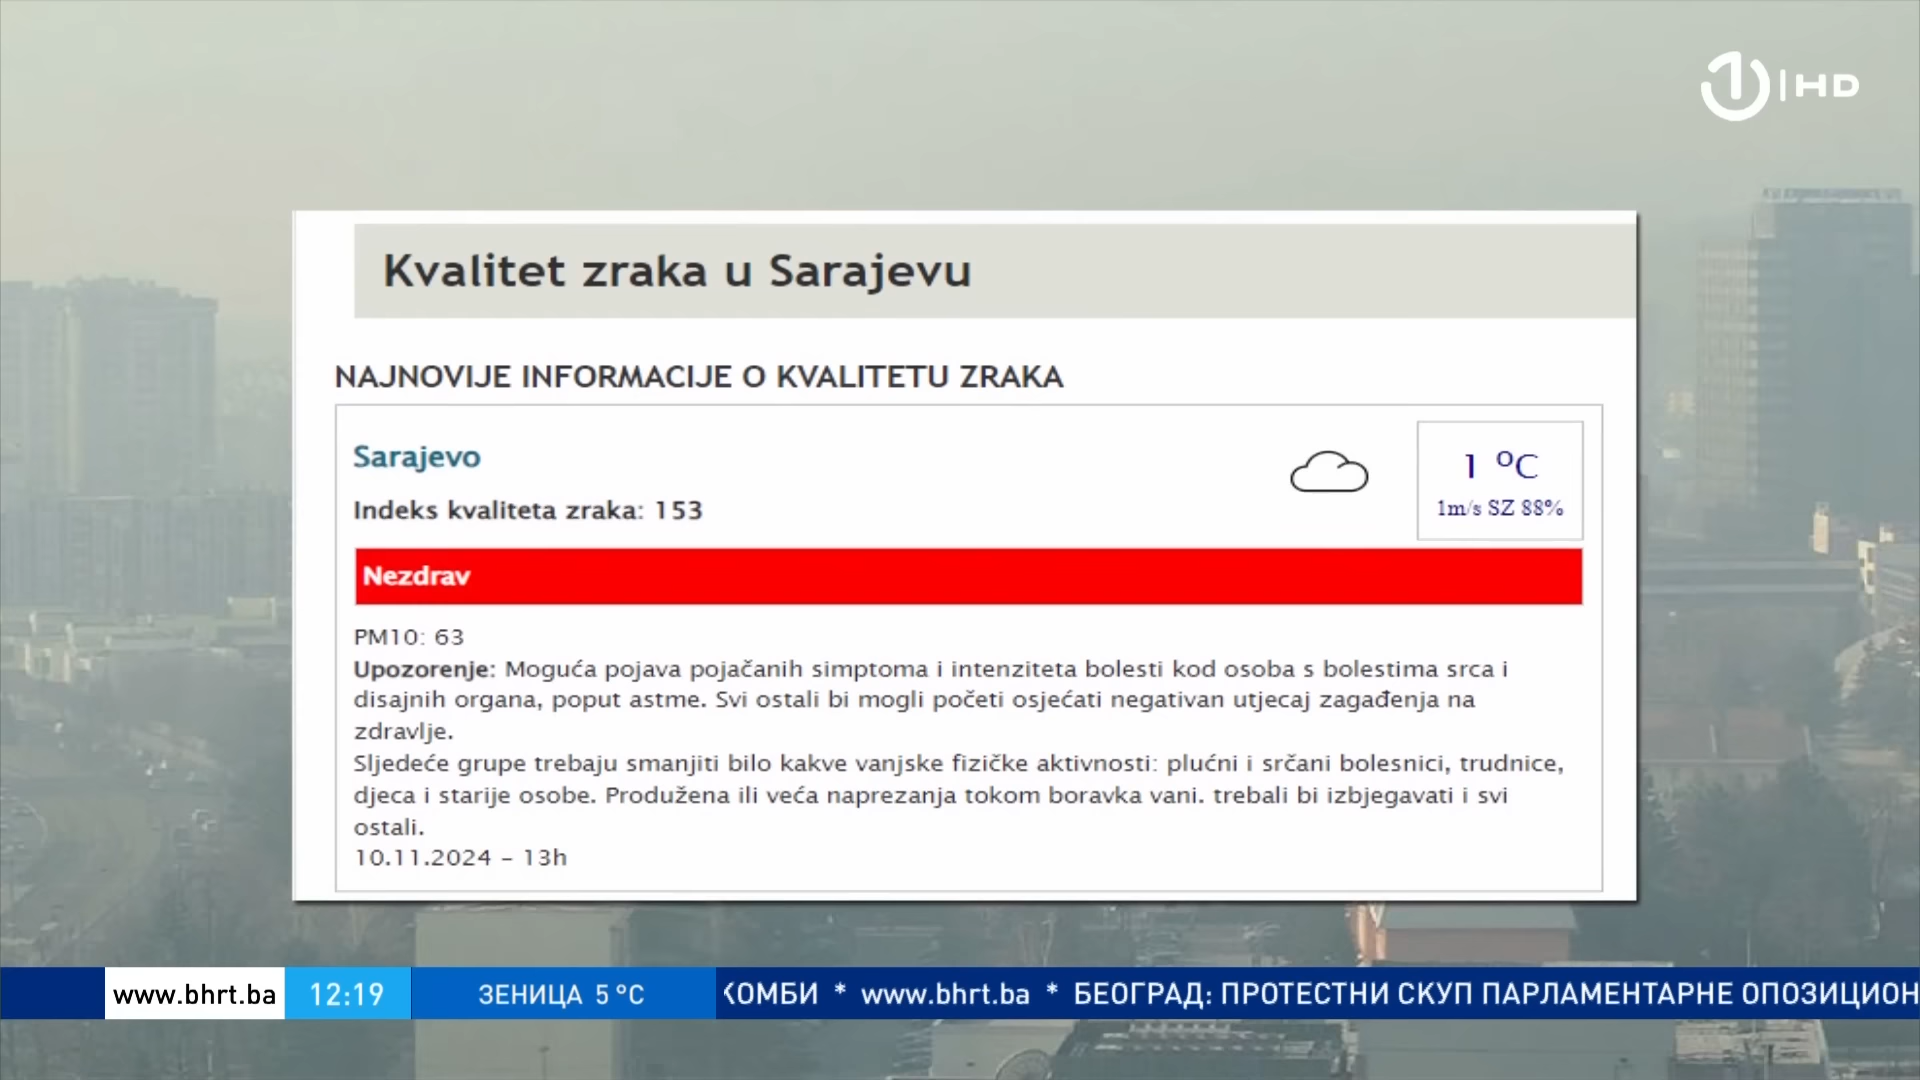 1 | HD
Kvalitet zraka u Sarajevu
NAJNOVIJE INFORMACIJE O KVALITETU ZRAKA
Sarajevo
Indeks kvaliteta zraka: 153
1 ºC
1m/s SZ 88%
Nezdrav
PM10: 63
Upozorenje: Moguća pojava pojačanih simptoma i intenziteta bolesti kod osoba s bolestima srca i
disajnih organa, poput astme. Svi ostali bi mogli početi osjećati negativan utjecaj zagađenja na
zdravlje.
Sljedeće grupe trebaju smanjiti bilo kakve vanjske fizičke aktivnosti: plućni i srčani bolesnici, trudnice,
djeca i starije osobe. Produžena ili veća naprezanja tokom boravka vani. trebali bi izbjegavati i svi
ostali.
10.11.2024 – 13h
www.bhrt.ba 12:19 ЗЕНИЦА 5°C КОМБИ * www.bhrt.ba * БЕОГРАД: ПРОТЕСТНИ СКУП ПАРЛАМЕНТАРНЕ ОПОЗИЦИОН